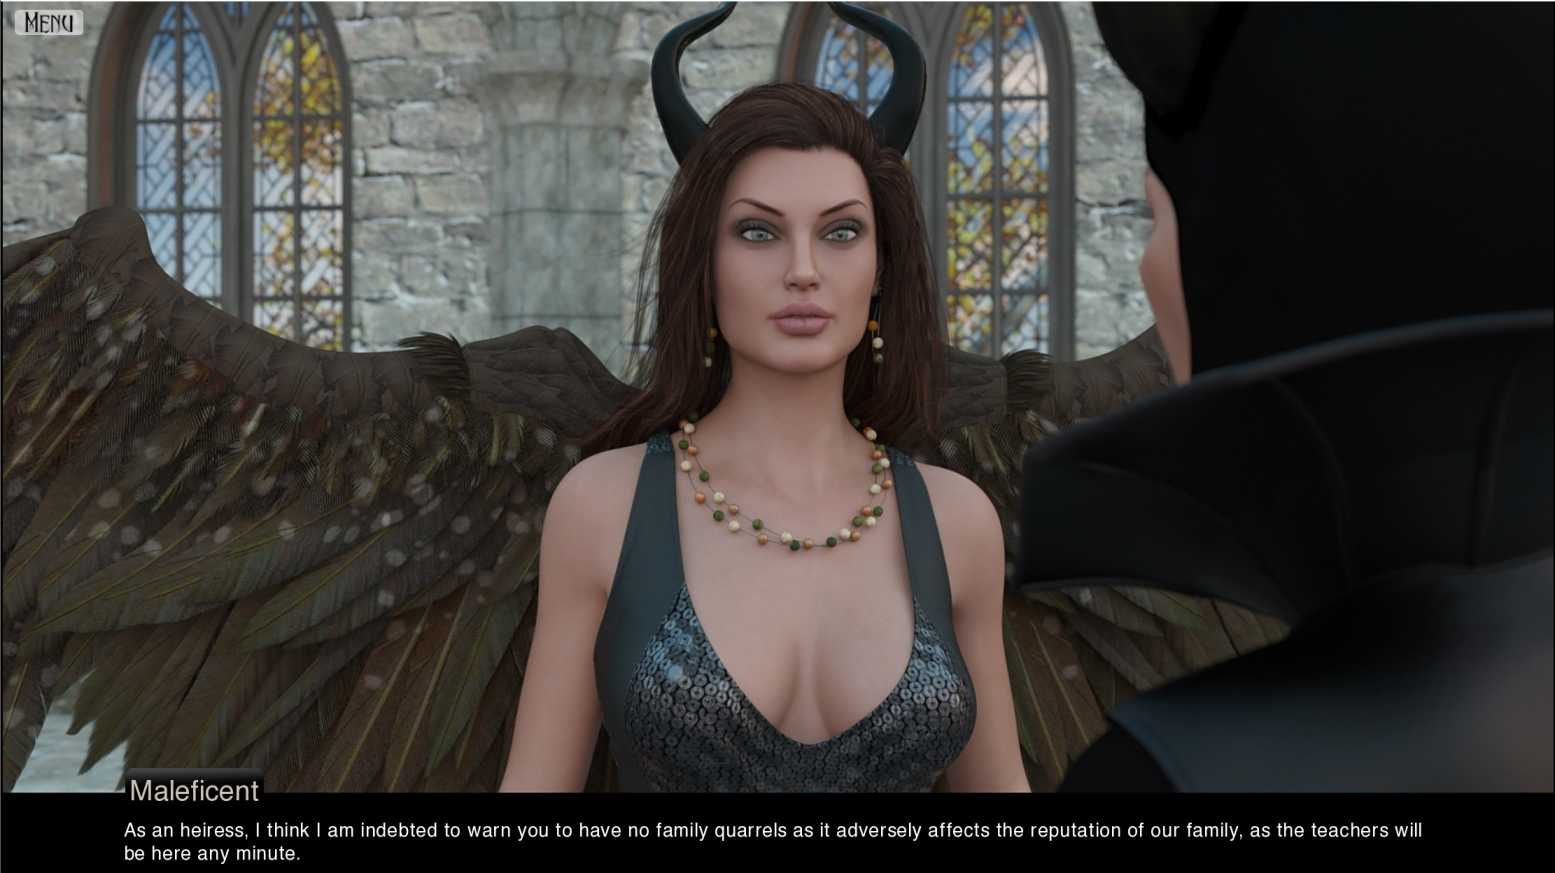 Menu
Maleficent
As an heiress, I think I am indebted to warn you to have no family quarrels as it adversely affects the reputation of our family, as the teachers will
be here any minute.